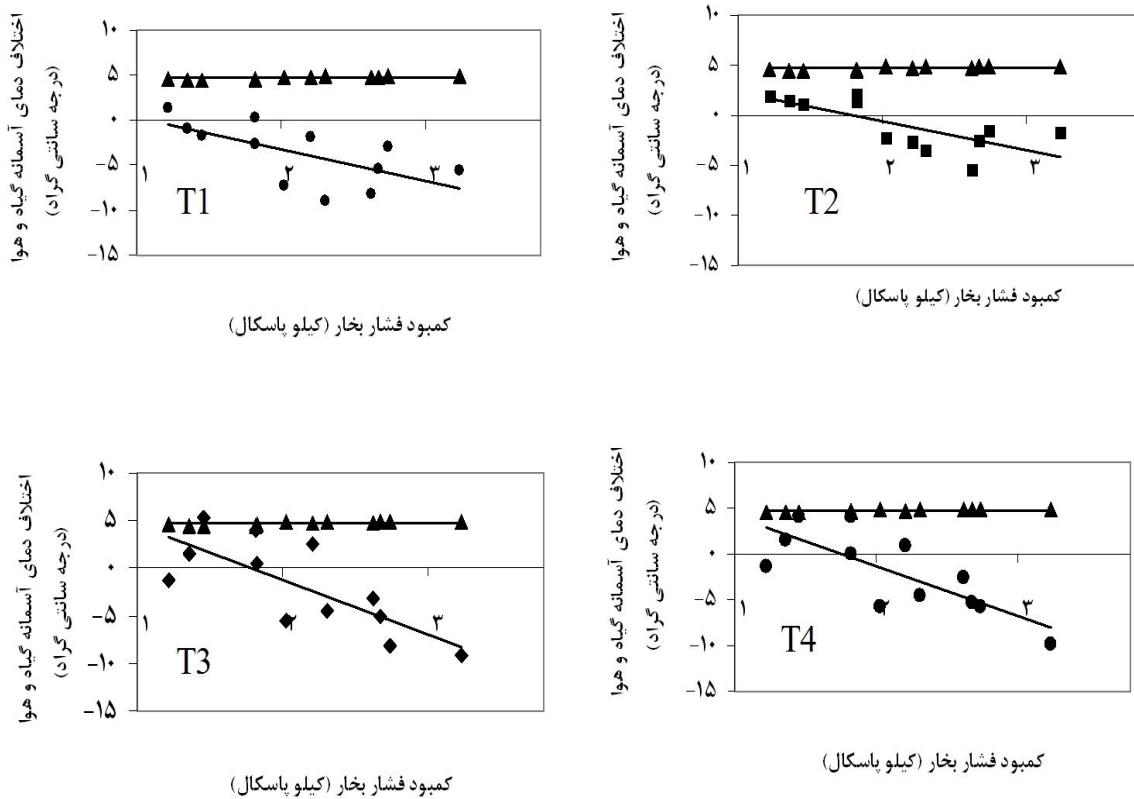 اختلاف دمای آسمانه گیاه و هوا
(درجه سانتی گراد)
۱۰
۵
۰
−۵
−۱۰
−۱۵
۱
۲
۳
T1
کمبود فشار بخار (کیلو پاسکال)
اختلاف دمای آسمانه گیاه و هوا
(درجه سانتی گراد)
۱۰
۵
۰
−۵
−۱۰
−۱۵
۱
۲
۳
T2
کمبود فشار بخار (کیلو پاسکال)
اختلاف دمای آسمانه گیاه و هوا
(درجه سانتی گراد)
۱۰
۵
۰
−۵
−۱۰
−۱۵
۱
۲
۳
T3
کمبود فشار بخار (کیلو پاسکال)
اختلاف دمای آسمانه گیاه و هوا
(درجه سانتی گراد)
۱۰
۵
۰
−۵
−۱۰
−۱۵
۱
۲
۳
T4
کمبود فشار بخار (کیلو پاسکال)